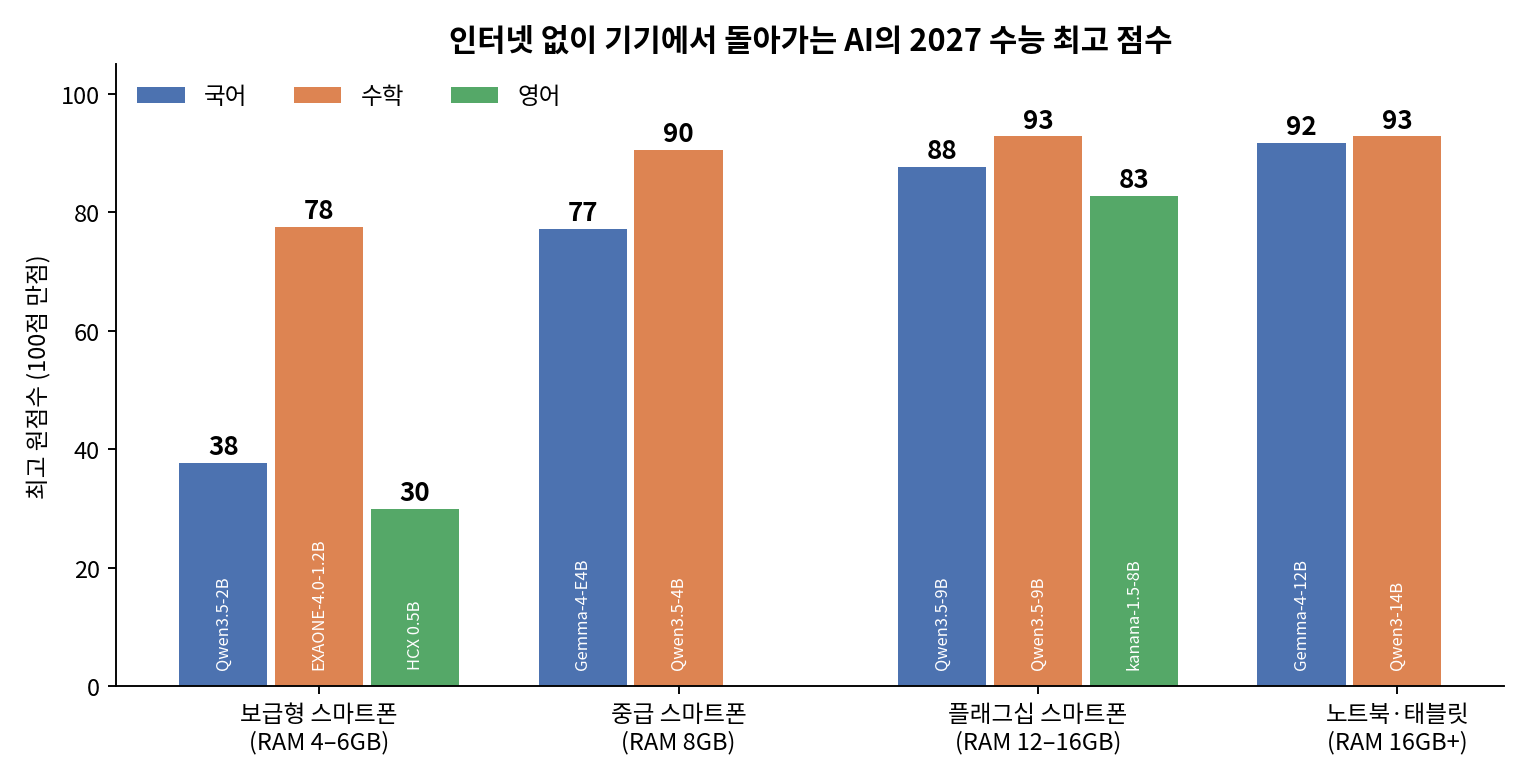 인터넷 없이 기기에서 돌아가는 AI의 2027 수능 최고 점수
국어
수학
영어
최고 원점수 (100점 만점)
100
80
60
40
20
0
38
78
30
77
90
88
93
83
92
93
Qwen3.5-2B
EXAONE-4.0-1.2B
HCX 0.5B
Gemma-4-E4B
Qwen3.5-4B
Qwen3.5-9B
Qwen3.5-9B
kanana-1.5-8B
Gemma-4-12B
Qwen3-14B
보급형 스마트폰
(RAM 4–6GB)
중급 스마트폰
(RAM 8GB)
플래그십 스마트폰
(RAM 12–16GB)
노트북·태블릿
(RAM 16GB+)